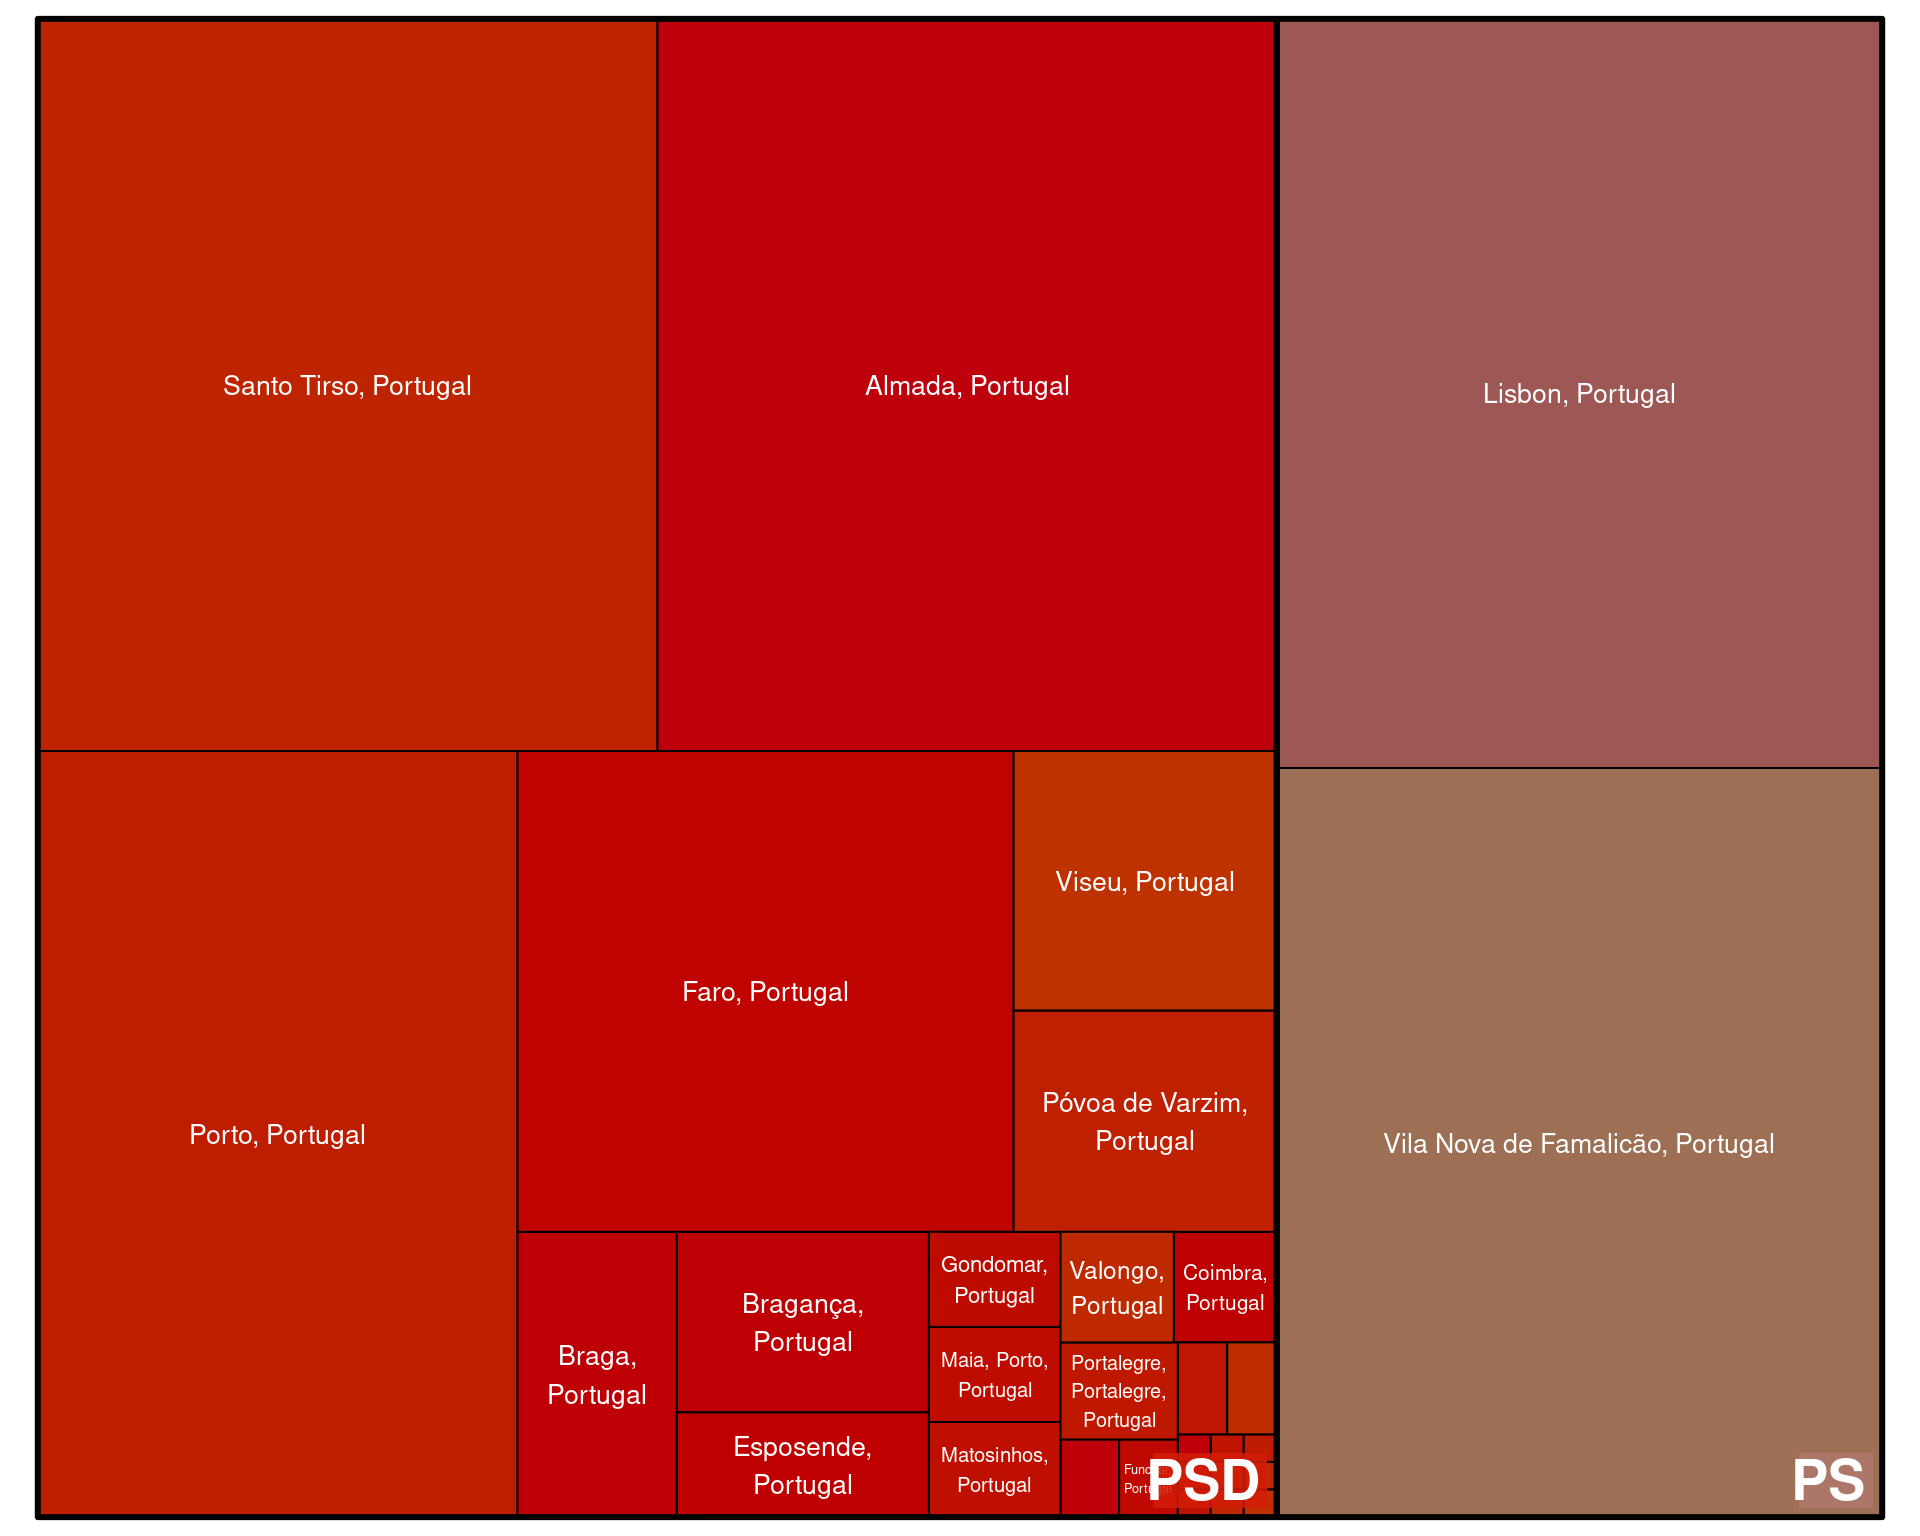 Santo Tirso, Portugal
Almada, Portugal
Lisbon, Portugal
Porto, Portugal
Faro, Portugal
Viseu, Portugal
Póvoa de Varzim,
Portugal
Vila Nova de Famalicão, Portugal
Braga,
Portugal
Bragança,
Portugal
Esposende,
Portugal
Gondomar,
Portugal
Maia, Porto,
Portugal
Matosinhos,
Portugal
Valongo,
Portugal
Coimbra,
Portugal
Portalegre,
Portalegre,
Portugal
PSD
PS